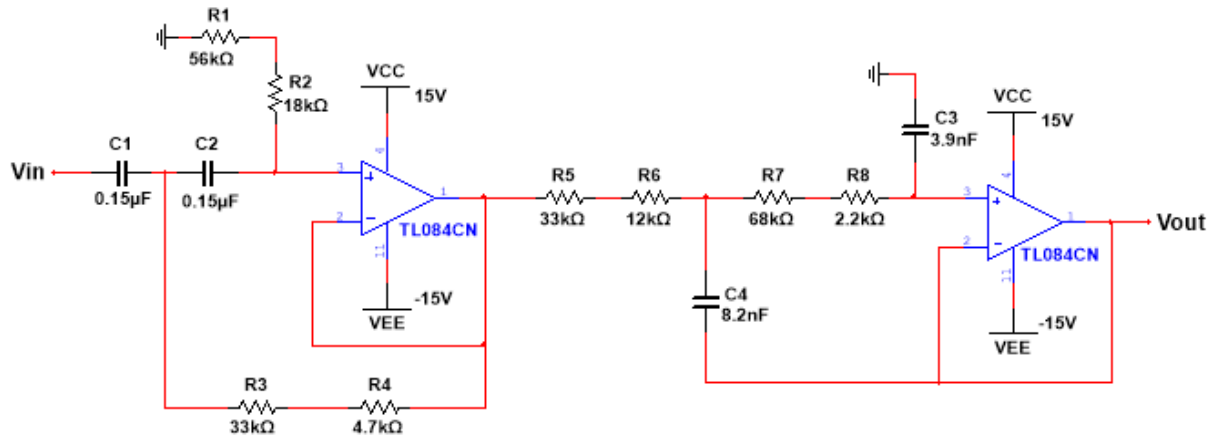 R1
56kΩ
R2
18kΩ
VCC
15V
C1
0.15µF
C2
0.15µF
Vin
3
2
4
11
1
TL084CN
-15V
VEE
R3
33kΩ
R4
4.7kΩ
R5
33kΩ
R6
12kΩ
R7
68kΩ
R8
2.2kΩ
C4
8.2nF
C3
3.9nF
VCC
15V
3
2
4
11
1
TL084CN
-15V
VEE
Vout